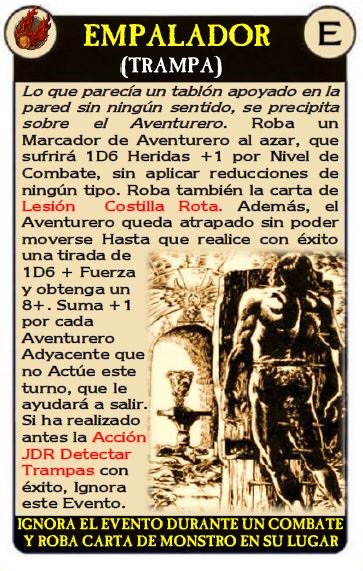 EMPALADOR
E
(TRAMPA)
Lo que parecía un tablón apoyado en la
pared sin ningún sentido, se precipita
sobre el Aventurero. Roba un
Marcador de Aventurero al azar, que
sufrirá 1D6 Heridas +1 por Nivel de
Combate, sin aplicar reducciones de
ningún tipo. Roba también la carta de
Lesión Costilla Rota. Además, el
Aventurero queda atrapado sin poder
moverse Hasta que realice con éxito
una tirada de
1D6 + Fuerza
y obtenga un
8+. Suma +1
por cada
Aventurero
Adyacente que
no Actúe este
turno, que le
ayudará a salir.
Si ha realizado
antes la Acción
JDR Detectar
Trampas con
éxito, Ignora
este Evento.
IGNORA EL EVENTO DURANTE UN COMBATE
Y ROBA CARTA DE MONSTRO EN SU LUGAR